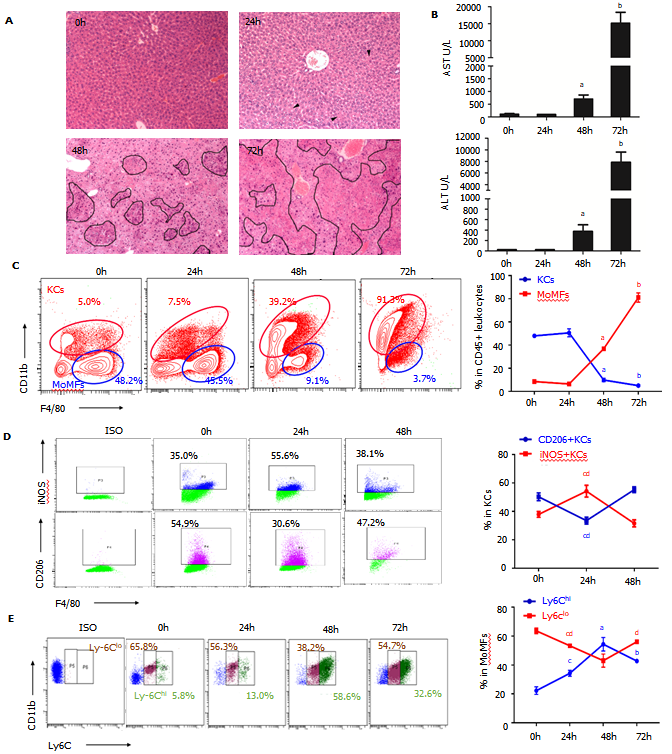 A
0h
24h
48h
72h
B
AST U/L
20000
15000
10000
5000
2000
1500
1000
500
0
a
b
0h 24h 48h 72h
ALT U/L
12000
10000
8000
6000
4000
2000
1000
800
600
400
200
0
a
b
0h 24h 48h 72h
C
0h 24h 48h 72h
KCs
5.0% 7.5% 39.2% 91.3%
MoMFs
48.2% 45.5% 9.1% 3.7%
CD11b
F4/80
KCs
MoMFs
% in CD45+ leukocytes
100
80
60
40
20
0
a
b
a
b
0h 24h 48h 72h
D
ISO 0h 24h 48h
35.0% 55.6% 38.1%
iNOS
54.9% 30.6% 47.2%
CD206
F4/80
CD206+KCs
iNOS+KCs
% in KCs
80
60
40
20
0
cd
cd
0h 24h 48h
E
ISO 0h 24h 48h 72h
Ly-6Clo 65.8% 56.3% 38.2% 54.7%
P5 P6
Ly-6Chi 5.8% 13.0% 58.6% 32.6%
CD11b
Ly6C
Ly6Chi
Ly6clo
% in MoMFs
80
60
40
20
0
cd
a
d
c
b
0h 24h 48h 72h